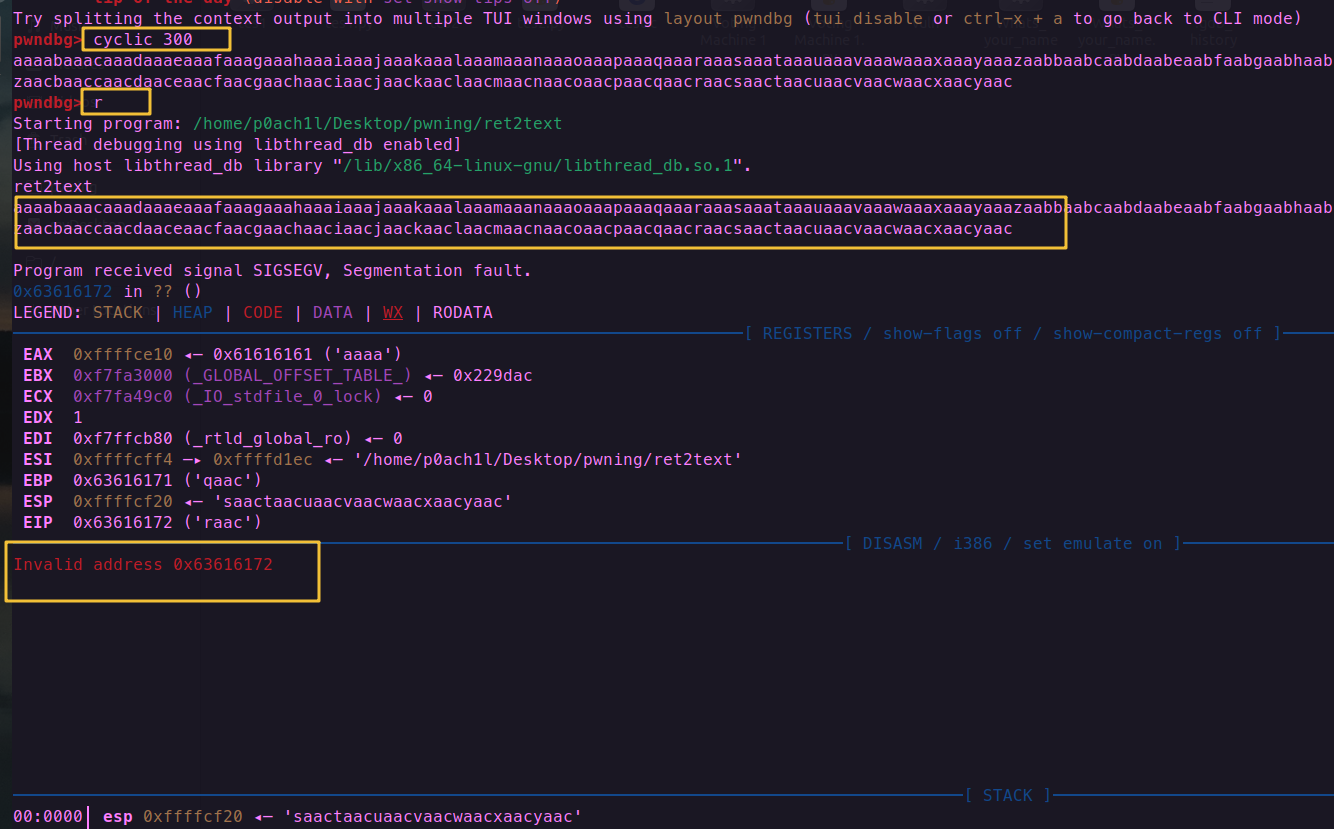 Try splitting the context output into multiple TUI windows using layout pwndbg (tui disable or ctrl-x + a to go back to CLI mode)
pwndbg> cyclic 300
aaaabaaacaaadaaaeaaafaaagaaahaaaiaaajaaakaaalaaamaaanaaaoaaapaaaqaaaraaasaaataaauaaavaaawaaaxaaayaaazaabbaabcaabdaabeaabfaabgaabhaab
zaacbaaccaacdaaceaacfaacgaachaaciaacjaackaaclaacmaacnaacoaacpaacqaacraacsaactaacuaacvaacwaacxaacyaac
pwndbg> r
Starting program: /home/p0ach1l/Desktop/pwning/ret2text
[Thread debugging using libthread_db enabled]
Using host libthread_db library "/lib/x86_64-linux-gnu/libthread_db.so.1".
ret2text
aaaabaaacaaadaaaeaaafaaagaaahaaaiaaajaaakaaalaaamaaanaaaoaaapaaaqaaaraaasaaataaauaaavaaawaaaxaaayaaazaabbaabcaabdaabeaabfaabgaabhaab
zaacbaaccaacdaaceaacfaacgaachaaciaacjaackaaclaacmaacnaacoaacpaacqaacraacsaactaacuaacvaacwaacxaacyaac
Program received signal SIGSEGV, Segmentation fault.
0x63616172 in ?? ()
LEGEND: STACK | HEAP | CODE | DATA | WX | RODATA
[ REGISTERS / show-flags off / show-compact-regs off ]
EAX 0xffffce10 ◂— 0x61616161 ('aaaa')
EBX 0xf7fa3000 (_GLOBAL_OFFSET_TABLE_) ◂— 0x229dac
ECX 0xf7fa49c0 (_IO_stdfile_0_lock) ◂— 0
EDX 1
EDI 0xf7ffcb80 (_rtld_global_ro) ◂— 0
ESI 0xffffcff4 —▸ 0xffffd1ec ◂— '/home/p0ach1l/Desktop/pwning/ret2text'
EBP 0x63616171 ('qaac')
ESP 0xffffcf20 ◂— 'saactaacuaacvaacwaacxaacyaac'
EIP 0x63616172 ('raac')
[ DISASM / i386 / set emulate on ]
Invalid address 0x63616172
[ STACK ]
00:0000│ esp 0xffffcf20 ◂— 'saactaacuaacvaacwaacxaacyaac'